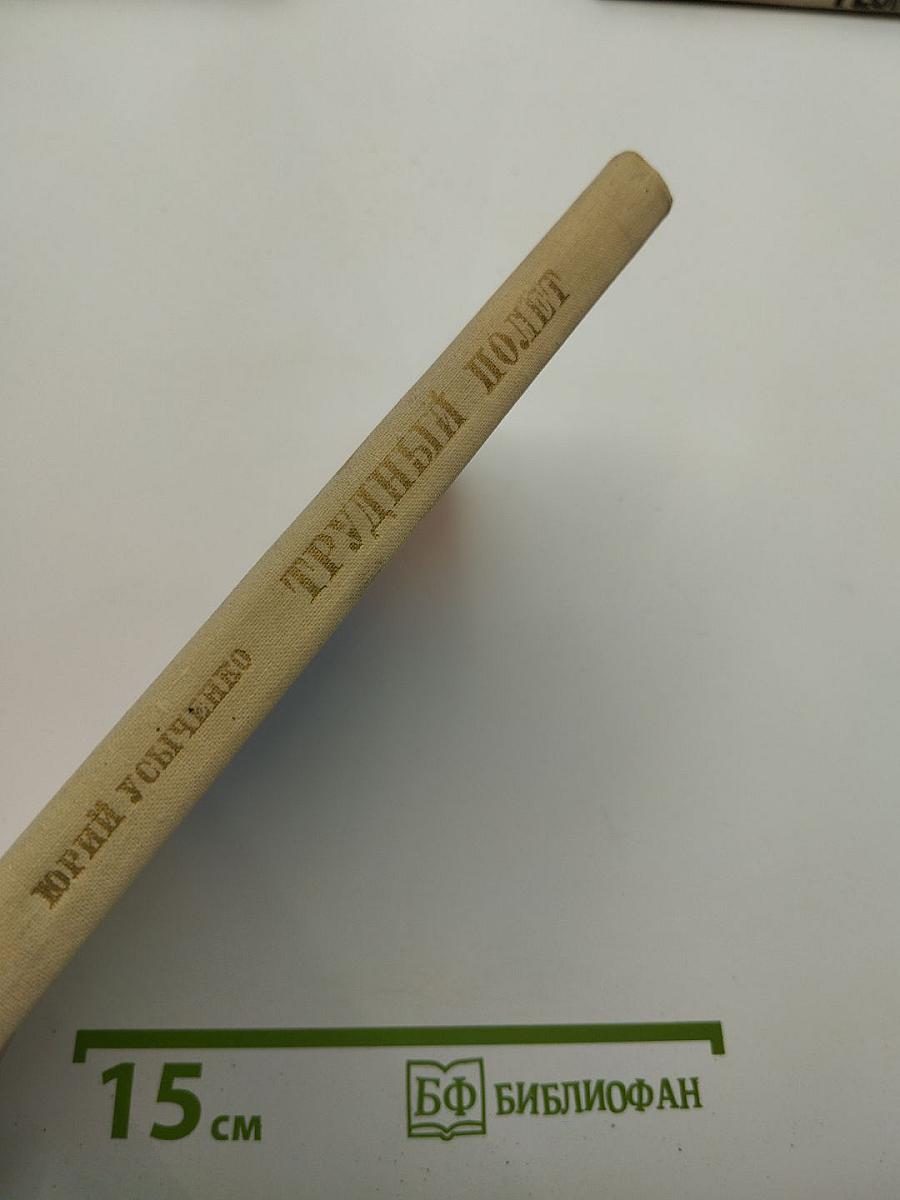 ЮРИЙ УСЫЧЕНКО ТРУДНЫЙ ПОЛЕТ
15 см
БФ БИБЛИОФАН